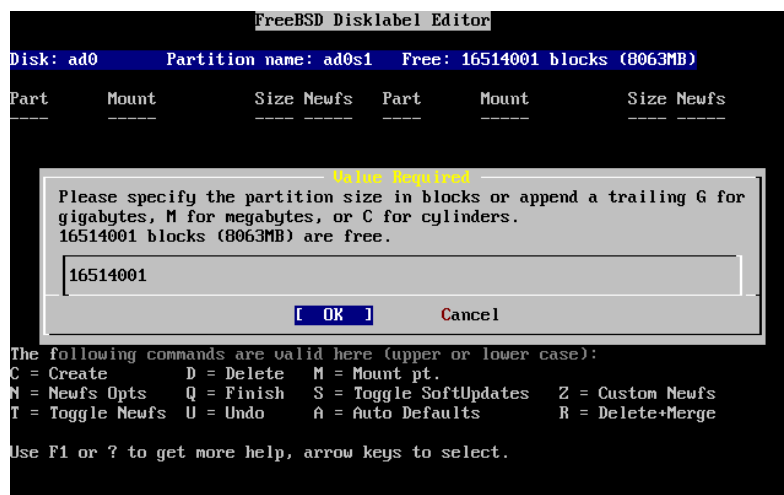 FreeBSD Disklabel Editor
Disk: ad0 Partition name: ad0s1 Free: 16514001 blocks (8063MB)
Part Mount Size Newfs Part Mount Size Newfs
---- ----- ---- ----- ---- ----- ---- -----
Value Required
Please specify the partition size in blocks or append a trailing G for
gigabytes, M for megabytes, or C for cylinders.
16514001 blocks (8063MB) are free.
16514001
[ OK ] Cancel
The following commands are valid here (upper or lower case):
C = Create D = Delete M = Mount pt.
N = Newfs Opts Q = Finish S = Toggle SoftUpdates Z = Custom Newfs
T = Toggle Newfs U = Undo A = Auto Defaults R = Delete+Merge
Use F1 or ? to get more help, arrow keys to select.